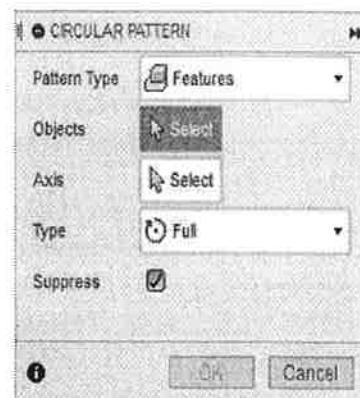 CIRCULAR PATTERN
Pattern Type Features
Objects Select
Axis Select
Type Full
Suppress
OK Cancel